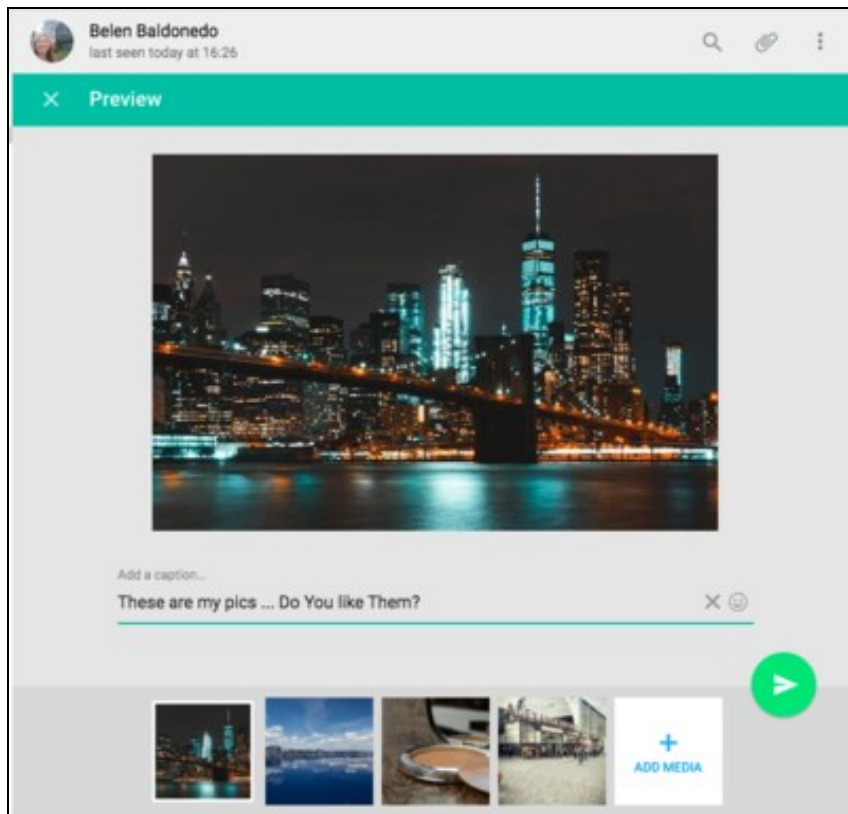 Belen Baldonedo
last seen today at 16:26
Preview
Add a caption...
These are my pics ... Do You like Them?
ADD MEDIA